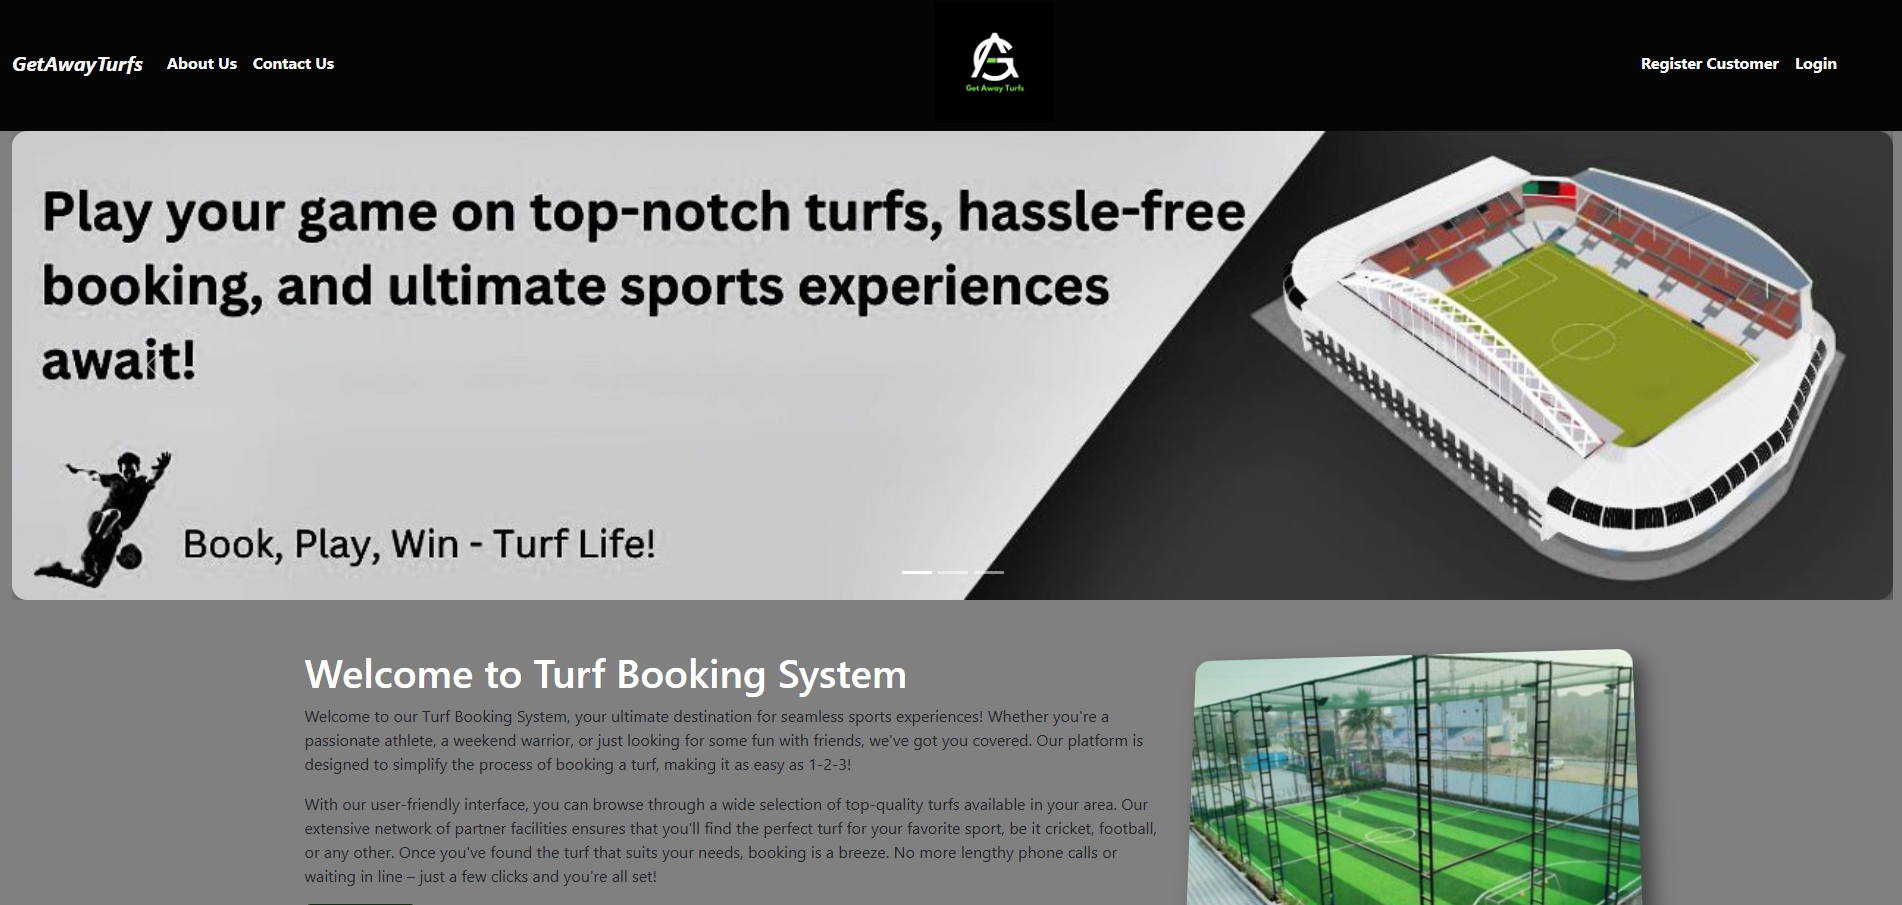 GetAwayTurfs About Us Contact Us
Get Away Turfs
Register Customer Login
Play your game on top-notch turfs, hassle-free
booking, and ultimate sports experiences
await!
Book, Play, Win - Turf Life!
Welcome to Turf Booking System
Welcome to our Turf Booking System, your ultimate destination for seamless sports experiences! Whether you're a
passionate athlete, a weekend warrior, or just looking for some fun with friends, we've got you covered. Our platform is
designed to simplify the process of booking a turf, making it as easy as 1-2-3!
With our user-friendly interface, you can browse through a wide selection of top-quality turfs available in your area. Our
extensive network of partner facilities ensures that you'll find the perfect turf for your favorite sport, be it cricket, football,
or any other. Once you've found the turf that suits your needs, booking is a breeze. No more lengthy phone calls or
waiting in line – just a few clicks and you're all set!